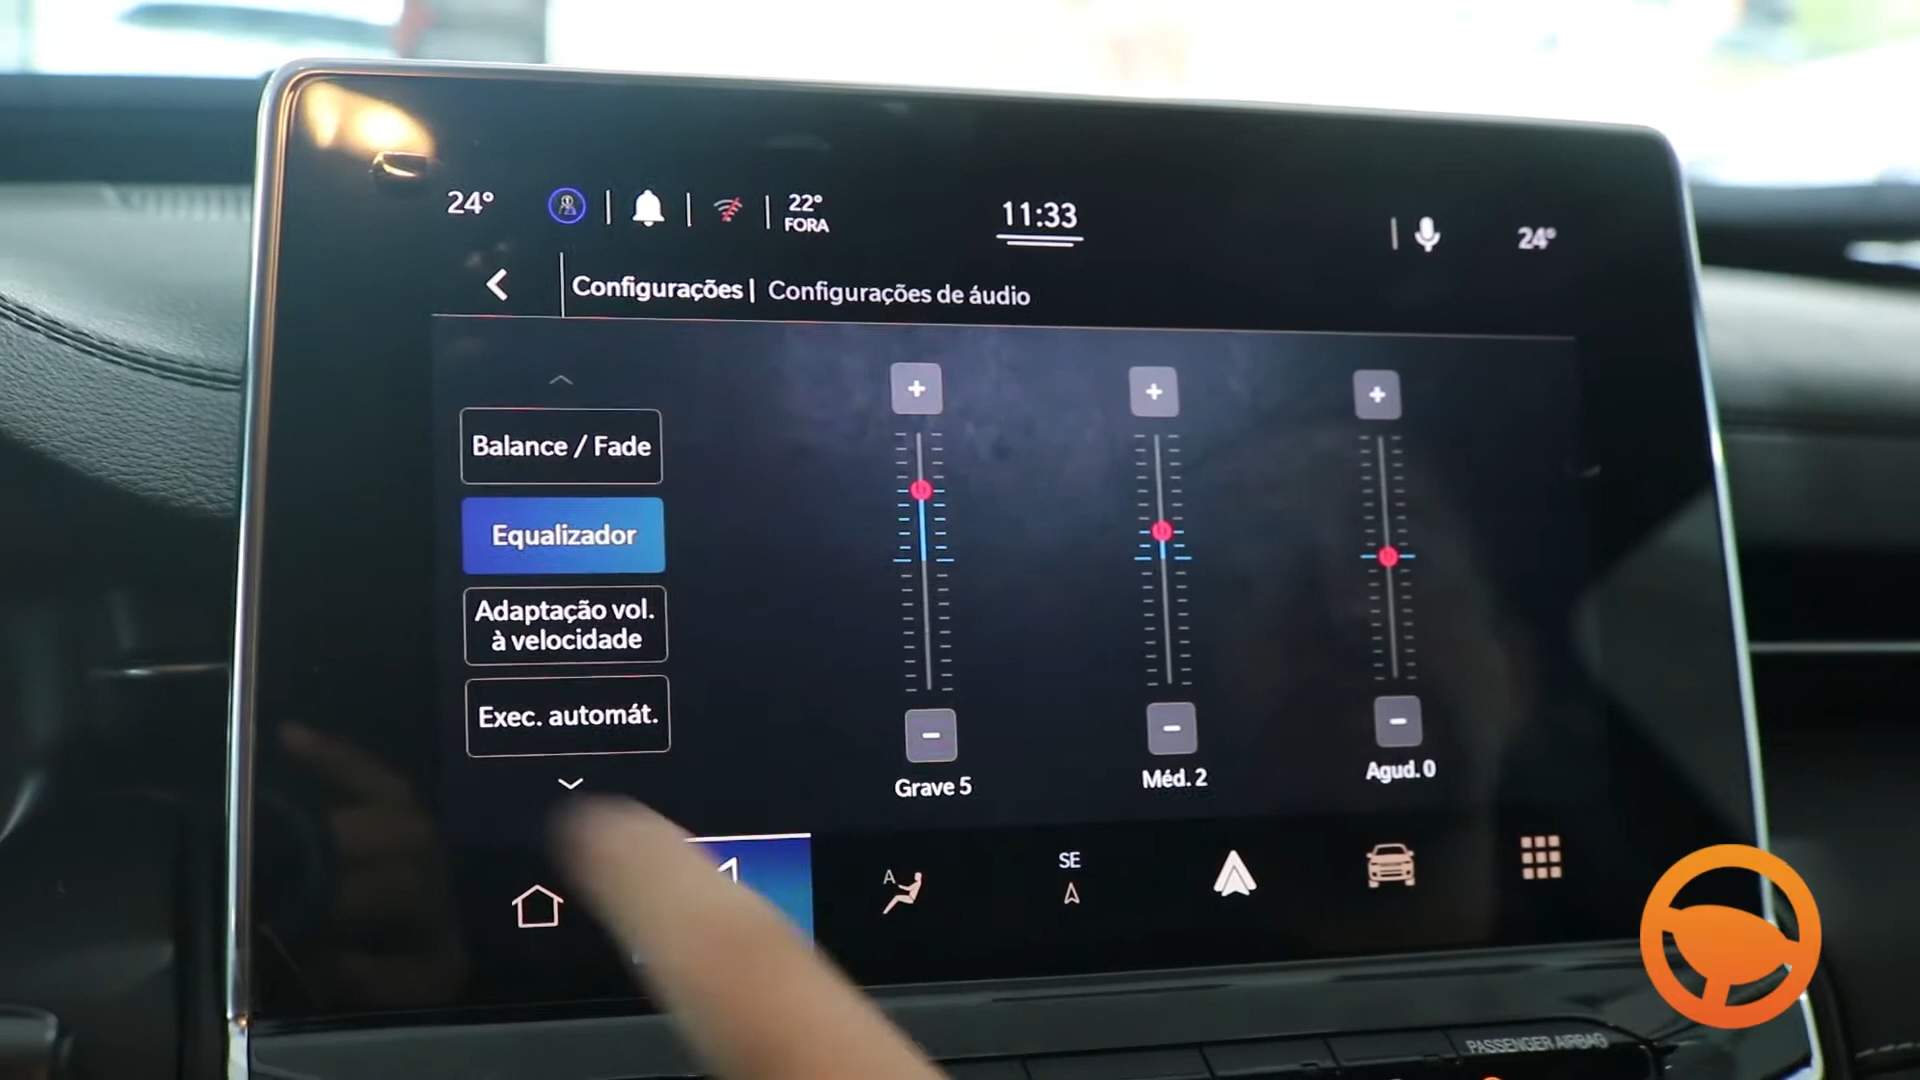 24°
22°
FORA
11:33
24°
Configurações | Configurações de áudio
Balance / Fade
Equalizador
Adaptação vol.
à velocidade
Exec. automát.
+
+
+
-
-
-
Grave 5
Méd. 2
Agud. 0
A
SE
PASSENGER AIRBAG